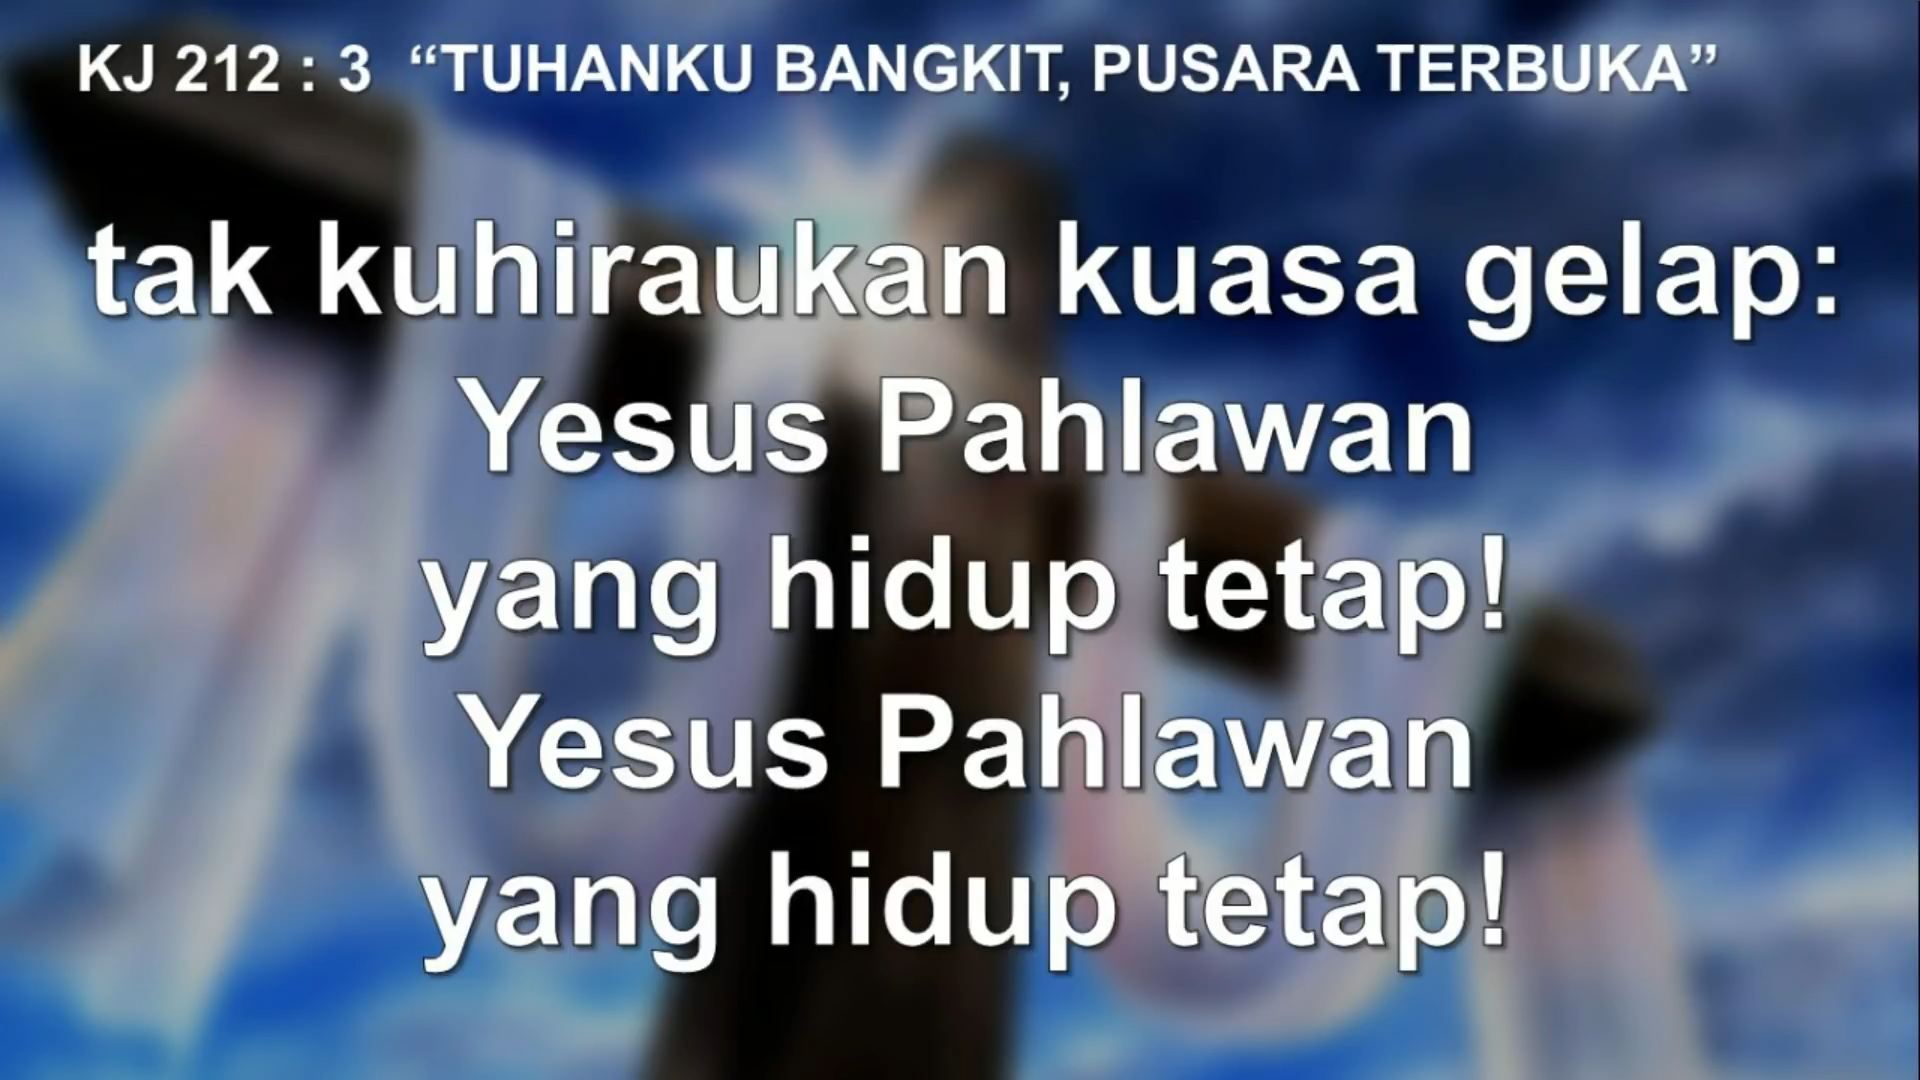 KJ 212 : 3 “TUHANKU BANGKIT, PUSARA TERBUKA”
tak kuhiraukan kuasa gelap:
Yesus Pahlawan
yang hidup tetap!
Yesus Pahlawan
yang hidup tetap!